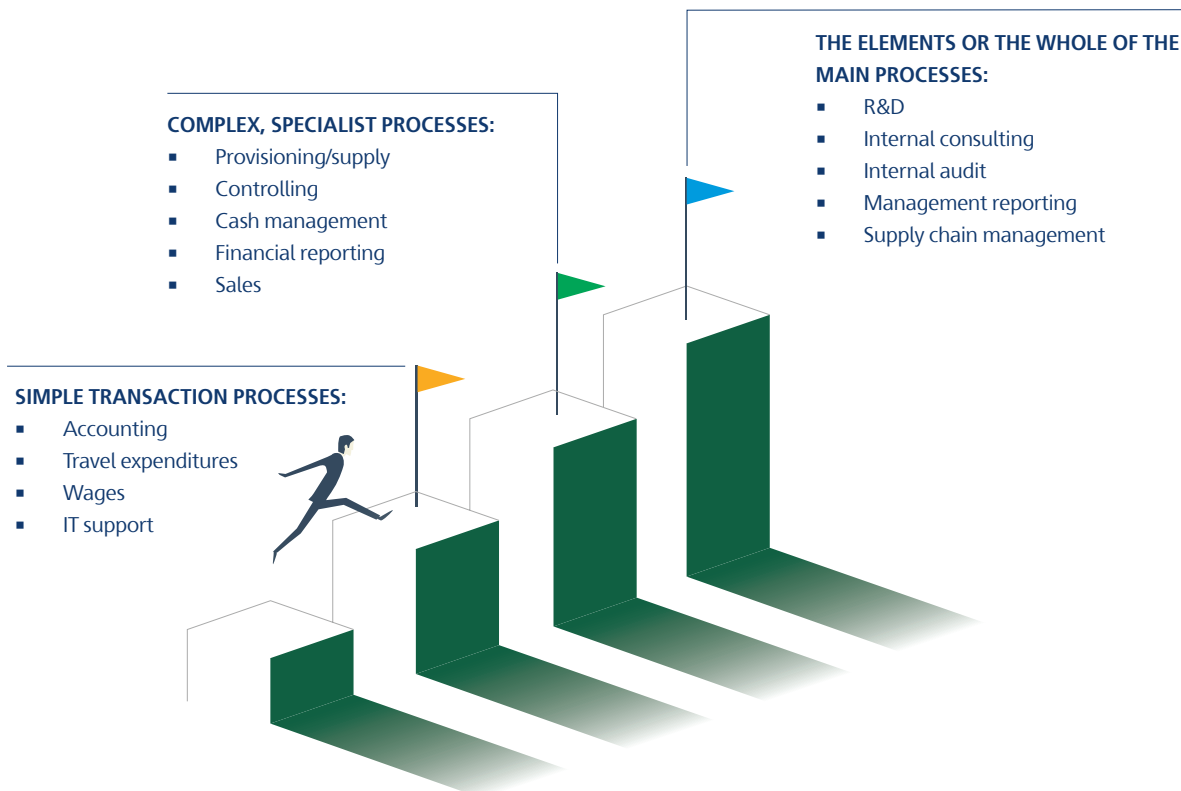 THE ELEMENTS OR THE WHOLE OF THE
MAIN PROCESSES:
▪ R&D
▪ Internal consulting
▪ Internal audit
▪ Management reporting
▪ Supply chain management
COMPLEX, SPECIALIST PROCESSES:
▪ Provisioning/supply
▪ Controlling
▪ Cash management
▪ Financial reporting
▪ Sales
SIMPLE TRANSACTION PROCESSES:
▪ Accounting
▪ Travel expenditures
▪ Wages
▪ IT support